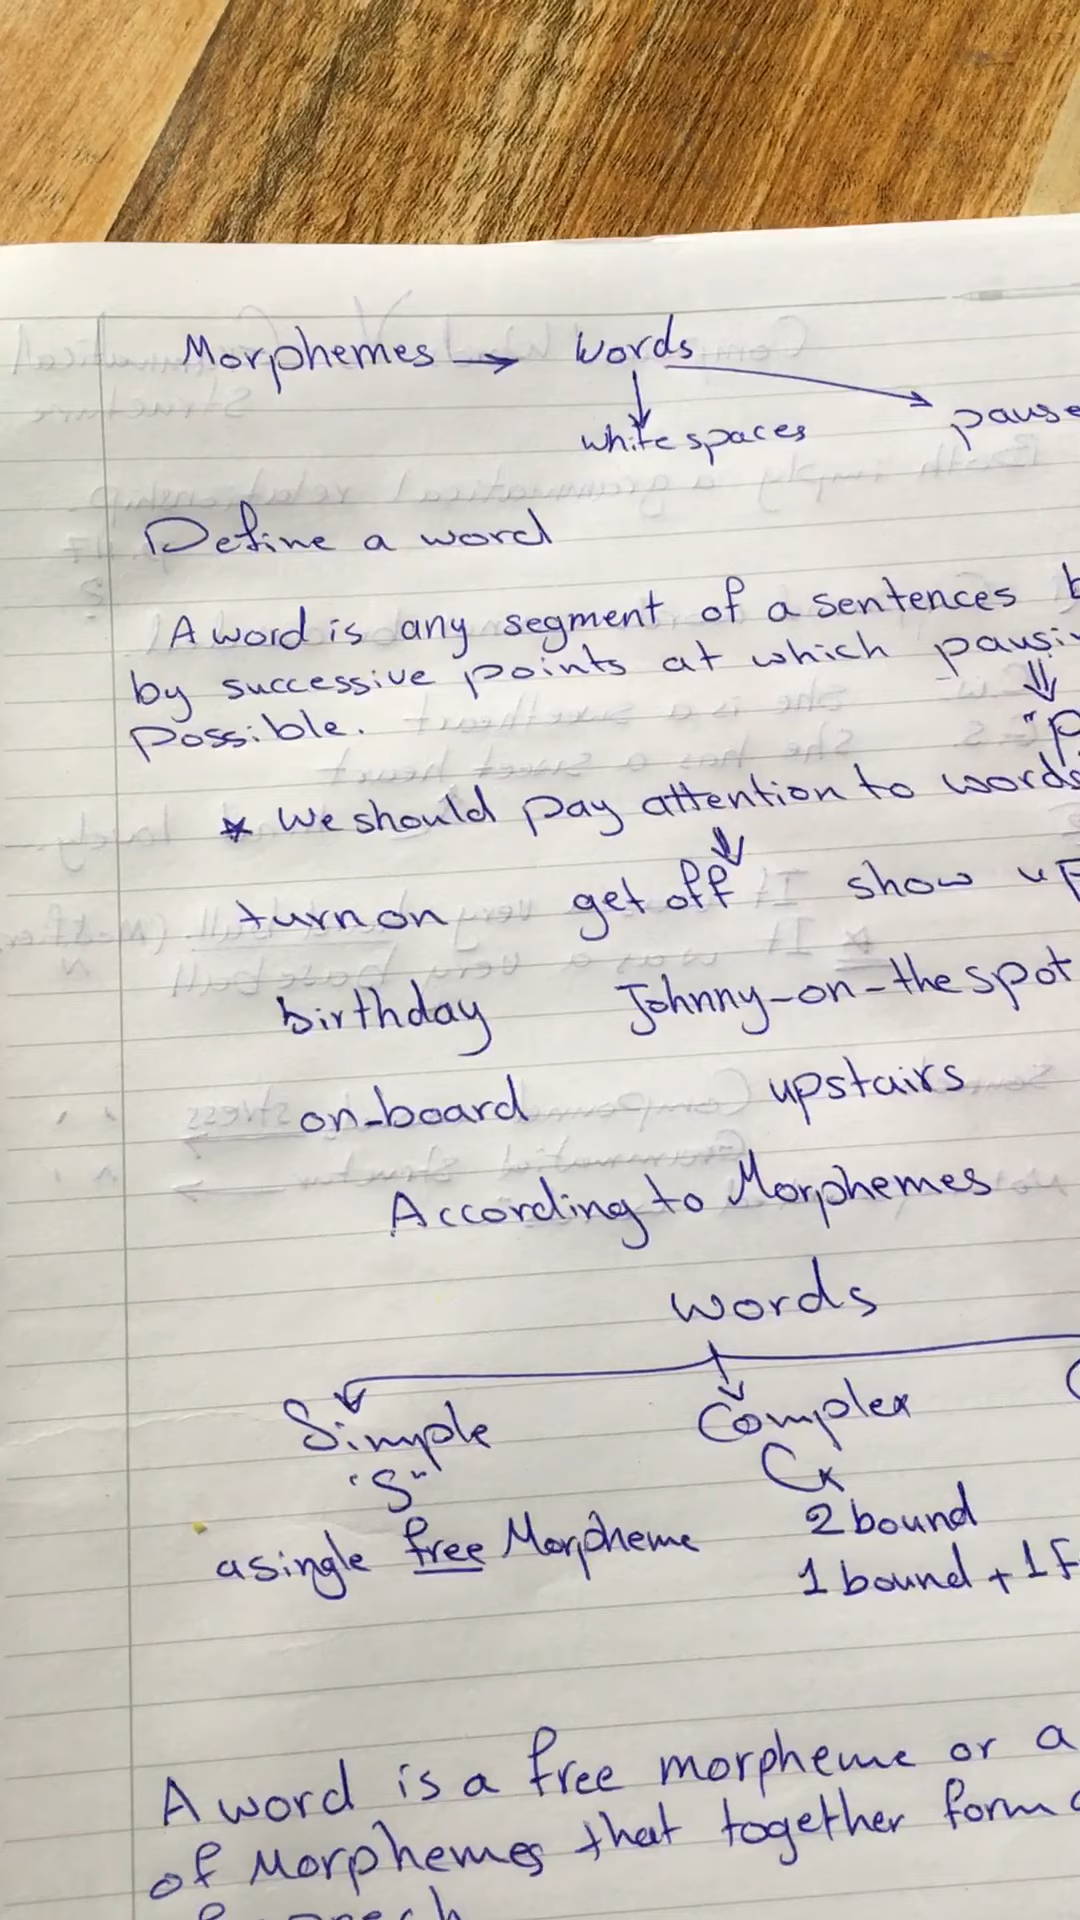 Morphemes → words
white spaces pause
Define a word
A word is any segment of a sentences
by successive points at which
possible.
* We should pay attention to words
turn on get off show up
birthday Johnny-on-the spot
on-board upstairs
According to Morphemes
words
Simple Complex
"S" Cx
a single free Morpheme 2 bound
1 bound + 1 F
A word is a free morpheme or a
of Morphemes that together form